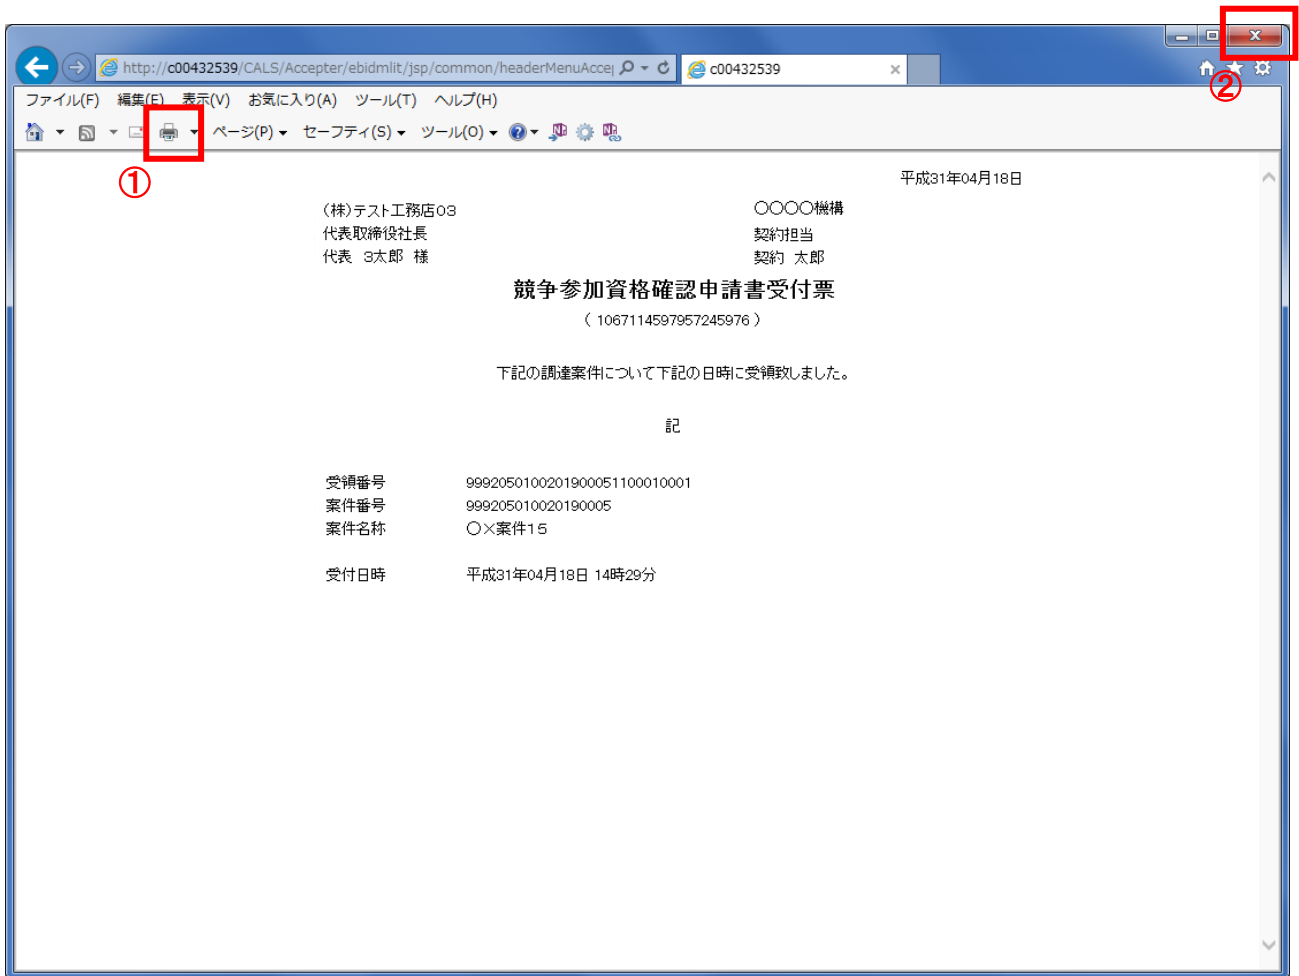 ②
http://c00432539/CALS/Accepter/ebidmlit/jsp/common/headerMenuAccep
c00432539
ファイル(F) 編集(E) 表示(V) お気に入り(A) ツール(T) ヘルプ(H)
ページ(P) セーフティ(S) ツール(O)
①
平成31年04月18日
(株)テスト工務店03
〇〇〇〇機構
代表取締役社長
契約担当
代表 3太郎 様
契約 太郎
競争参加資格確認申請書受付票
( 1067114597957245976 )
下記の調達案件について下記の日時に受領致しました。
記
受領番号 9992050100201900051100010001
案件番号 999205010020190005
案件名称 〇×案件15
受付日時 平成31年04月18日 14時29分